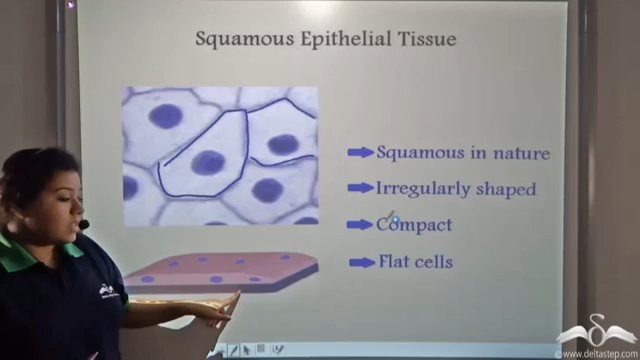 Squamous Epithelial Tissue
Squamous in nature
Irregularly shaped
Compact
Flat cells
© www.deltastep.com